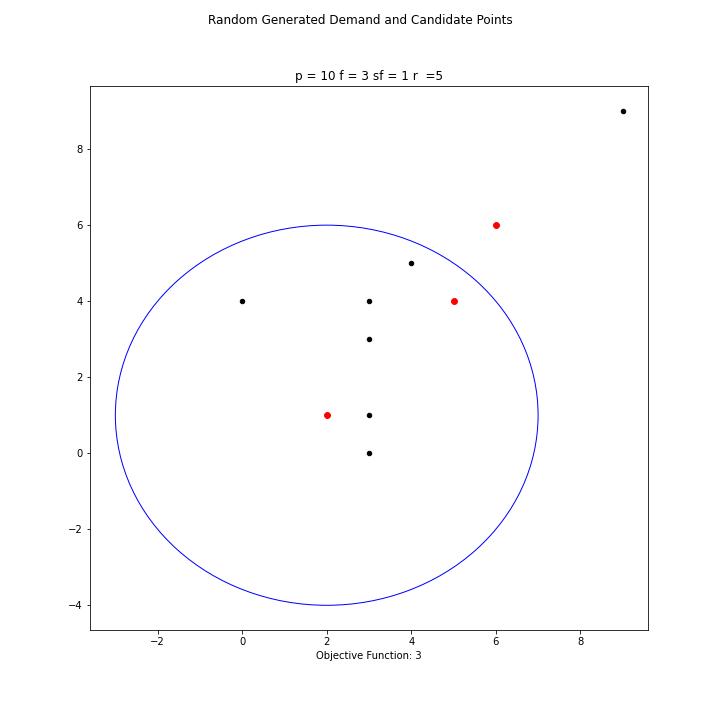 Random Generated Demand and Candidate Points
p = 10 f = 3 sf = 1 r  =5
8
6
4
2
0
−2
−4
−2 0 2 4 6 8
Objective Function: 3